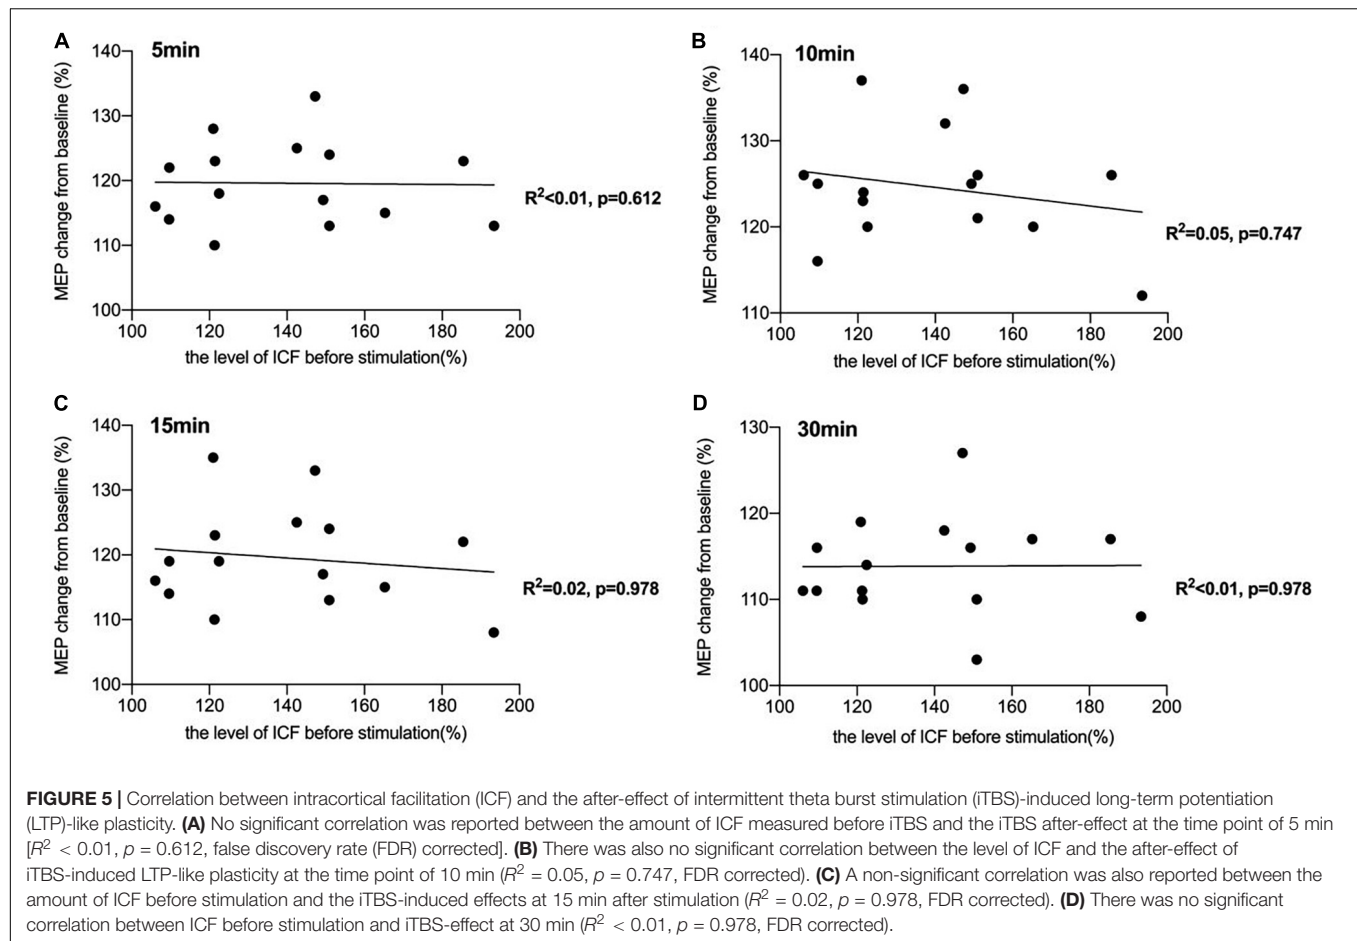 A
5min
140
130
120
110
100
MEP change from baseline (%)
R²<0.01, p=0.612
100 120 140 160 180 200
the level of ICF before stimulation(%)
B
10min
140
130
120
110
MEP change from baseline (%)
R²=0.05, p=0.747
100 120 140 160 180 200
the level of ICF before stimulation(%)
C
15min
140
130
120
110
100
MEP change from baseline (%)
R²=0.02, p=0.978
100 120 140 160 180 200
the level of ICF before stimulation(%)
D
30min
130
120
110
100
MEP change from baseline (%)
R²<0.01, p=0.978
100 120 140 160 180 200
the level of ICF before stimulation(%)
FIGURE 5 | Correlation between intracortical facilitation (ICF) and the after-effect of intermittent theta burst stimulation (iTBS)-induced long-term potentiation
(LTP)-like plasticity. (A) No significant correlation was reported between the amount of ICF measured before iTBS and the iTBS after-effect at the time point of 5 min
[R² < 0.01, p = 0.612, false discovery rate (FDR) corrected]. (B) There was also no significant correlation between the level of ICF and the after-effect of
iTBS-induced LTP-like plasticity at the time point of 10 min (R² = 0.05, p = 0.747, FDR corrected). (C) A non-significant correlation was also reported between the
amount of ICF before stimulation and the iTBS-induced effects at 15 min after stimulation (R² = 0.02, p = 0.978, FDR corrected). (D) There was no significant
correlation between ICF before stimulation and iTBS-effect at 30 min (R² < 0.01, p = 0.978, FDR corrected).